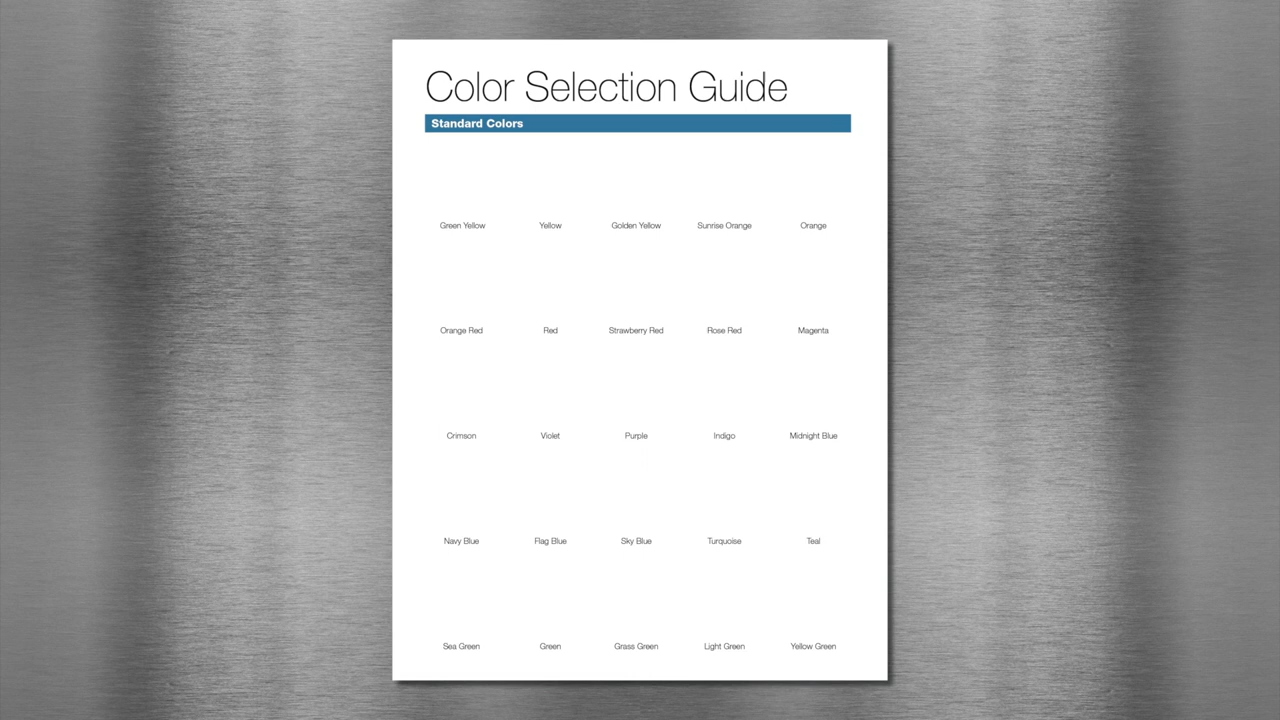 Color Selection Guide
Standard Colors
Green Yellow Yellow Golden Yellow Sunrise Orange Orange
Orange Red Red Strawberry Red Rose Red Magenta
Crimson Violet Purple Indigo Midnight Blue
Navy Blue Flag Blue Sky Blue Turquoise Teal
Sea Green Green Grass Green Light Green Yellow Green